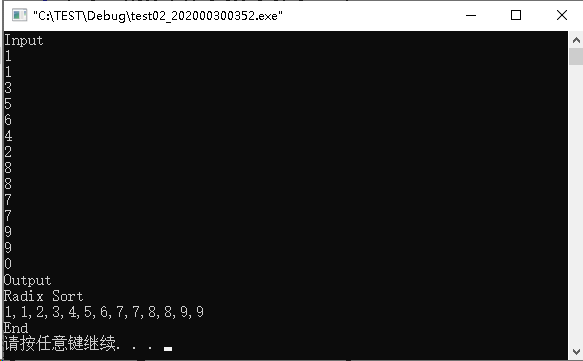 "C:\TEST\Debug\test02_202000300352.exe"
Input
1
1
3
5
6
4
2
8
8
7
7
9
9
0
Output
Radix Sort
1,1,2,3,4,5,6,7,7,8,8,9,9
End
请按任意键继续. . .